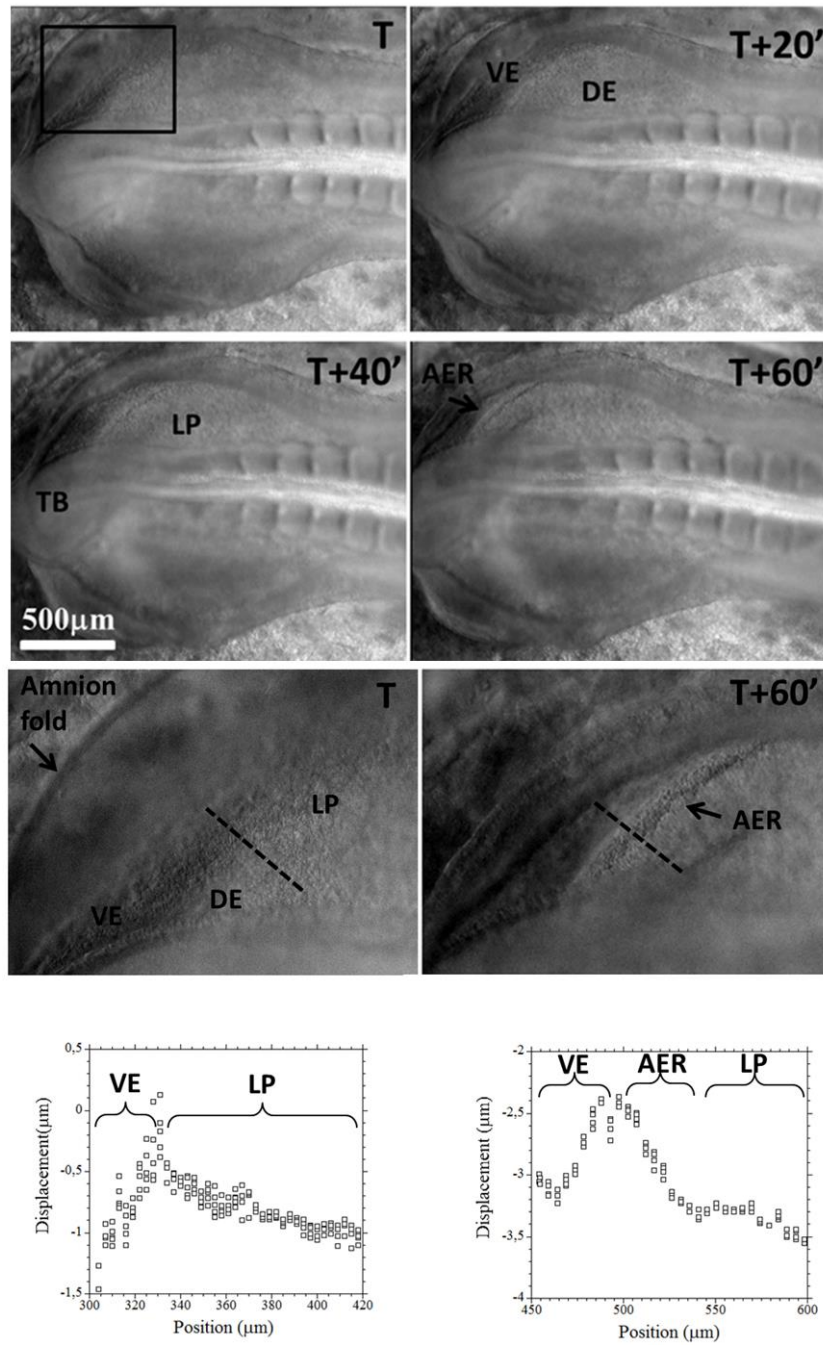 T
T+20'
VE
DE
T+40'
LP
TB
500μm
T+60'
AER
Amnion
fold
T
LP
DE
VE
T+60'
AER
0,5
0
-0,5
-1
-1,5
Displacement(μm)
VE
LP
300
320
340
360
380
400
420
Position (μm)
-2
-2,5
-3
-3,5
-4
Displacement (μm)
VE
AER
LP
450
500
550
600
Position (μm)